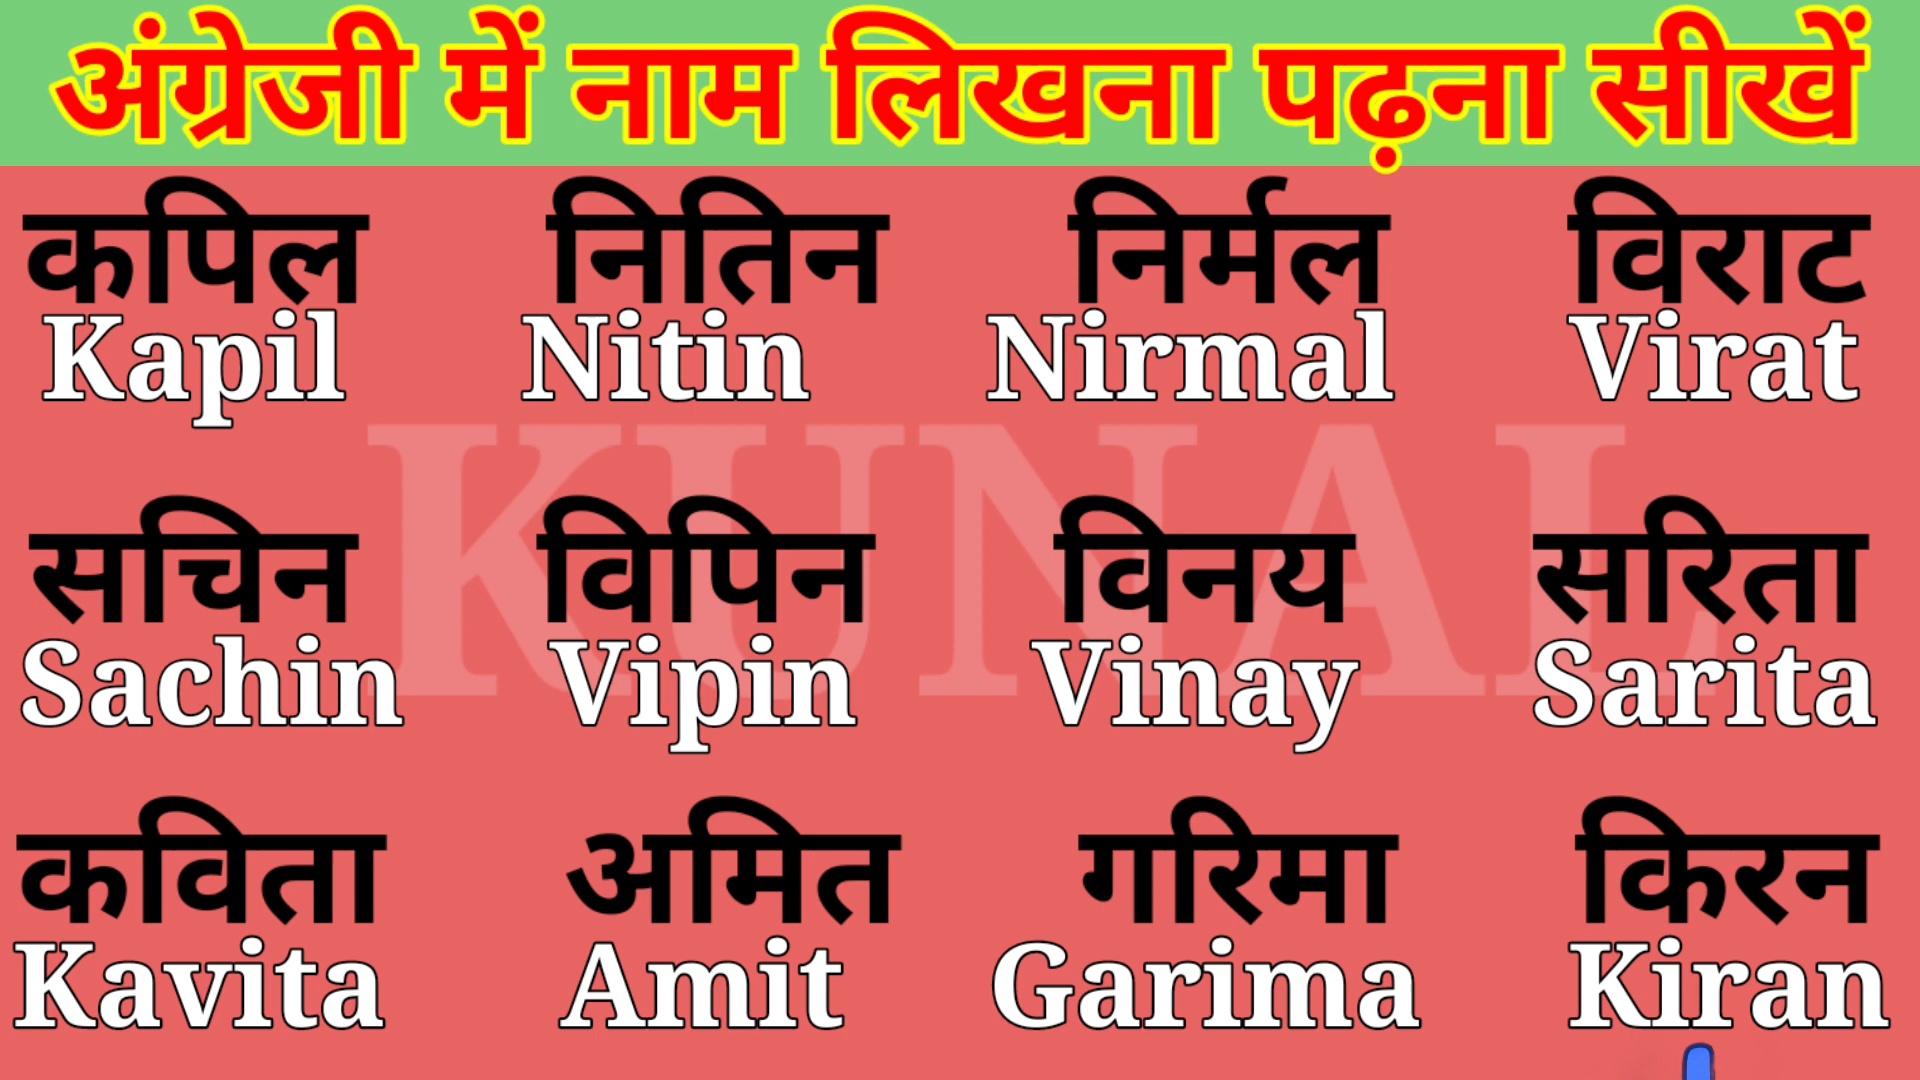 अंग्रेजी में नाम लिखना पढ़ना सीखें
कपिल नितिन निर्मल विराट
Kapil Nitin Nirmal Virat
KUNAL
सचिन विपिन विनय सरिता
Sachin Vipin Vinay Sarita
कविता अमित गरिमा किरन
Kavita Amit Garima Kiran